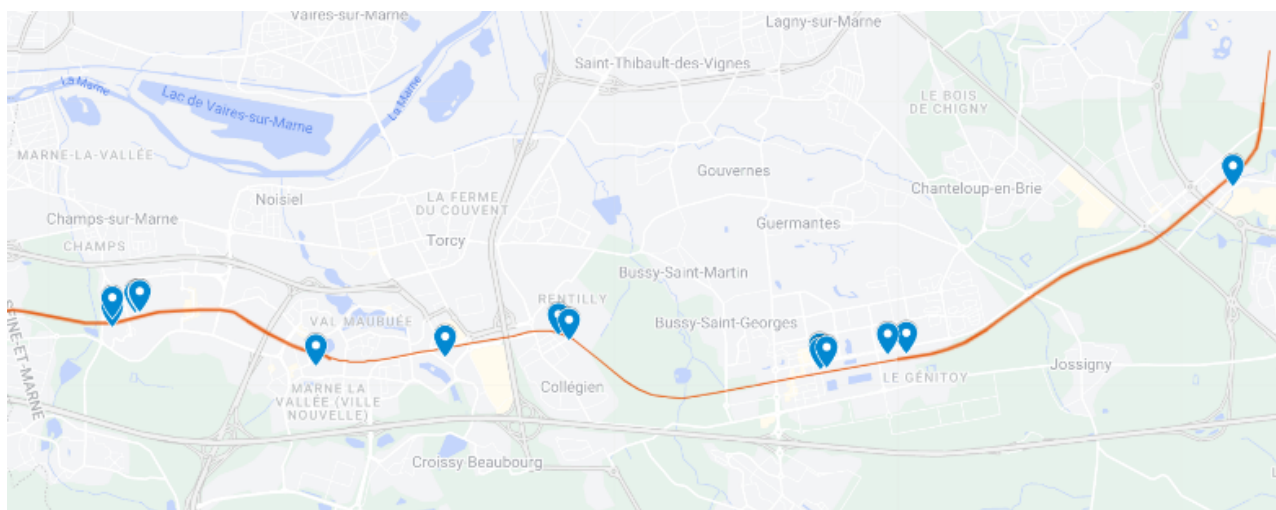 Vaires-sur-Marne
Lagny-sur-Marne
Saint-Thibault-des-Vignes
La Marne
Lac de Vaires-sur-Marne
La Marne
LE BOIS
DE CHIGNY
MARNE-LA-VALLÉE
Gouvernes
Chanteloup-en-Brie
Noisiel
LA FERME
DU COUVENT
Champs-sur-Marne
Guermantes
CHAMPS
Torcy
Bussy-Saint-Martin
RENTILLY
SEINE-ET-MARNE
VAL MAUBUÉE
Bussy-Saint-Georges
Jossigny
LE GÉNITOY
MARNE LA
VALLÉE (VILLE
NOUVELLE)
Collégien
Croissy-Beaubourg